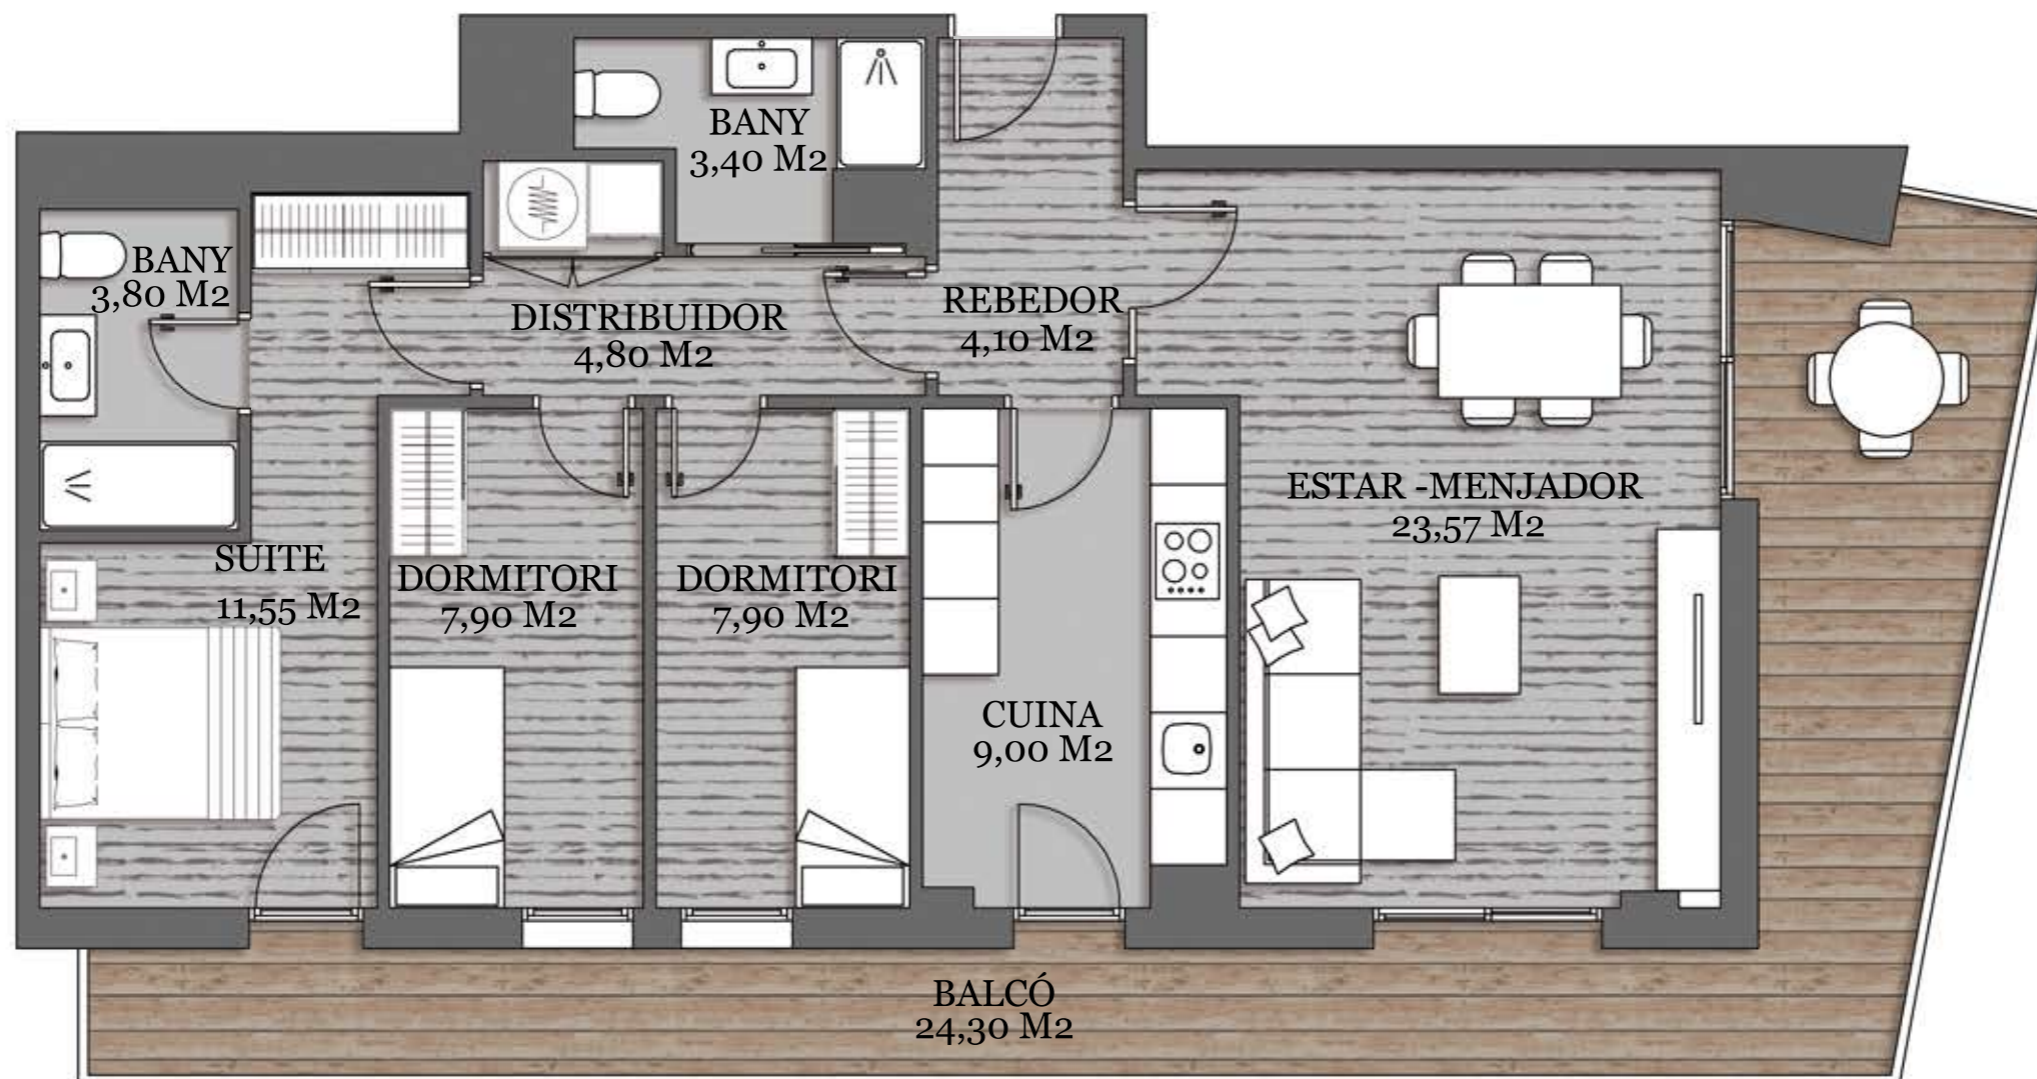 BANY
3,40 M2
BANY
3,80 M2
DISTRIBUIDOR
4,80 M2
REBEDOR
4,10 M2
ESTAR -MENJADOR
23,57 M2
SUITE
11,55 M2
DORMITORI
7,90 M2
DORMITORI
7,90 M2
CUINA
9,00 M2
BALCÓ
24,30 M2